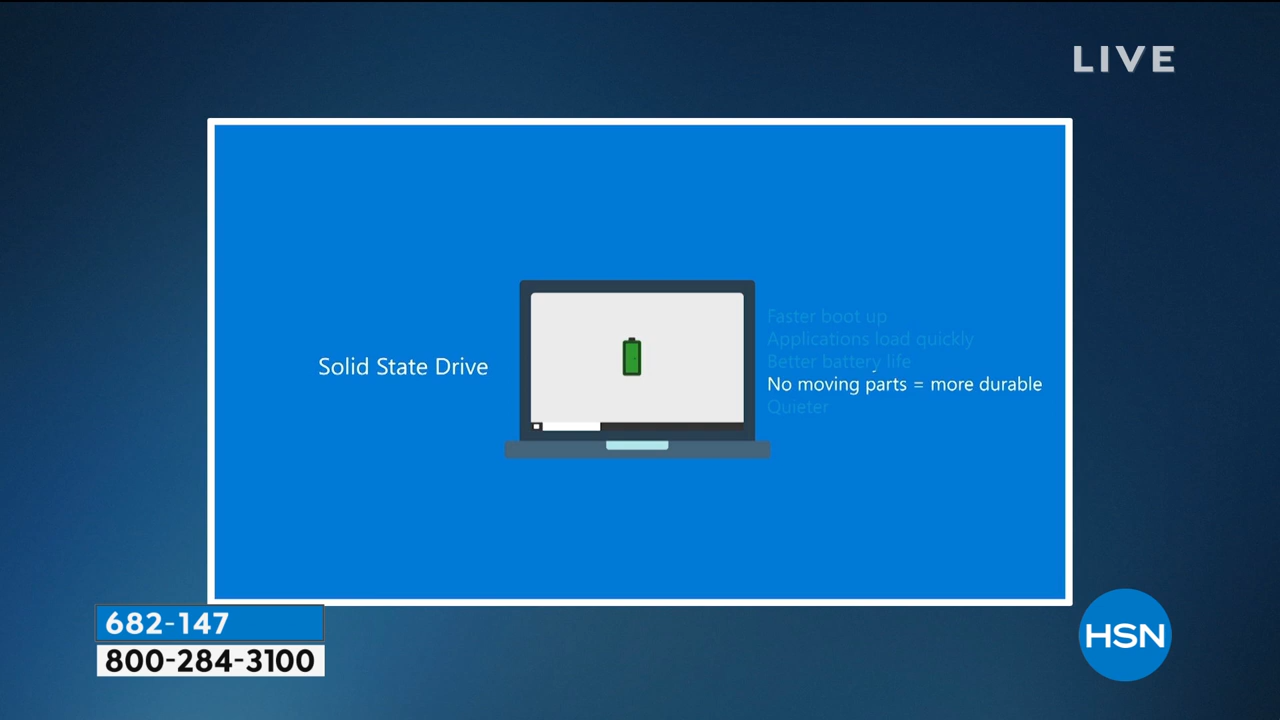 LIVE
Solid State Drive
Faster boot up
Applications load quickly
Better battery life
No moving parts = more durable
Quieter
682-147
800-284-3100
HSN